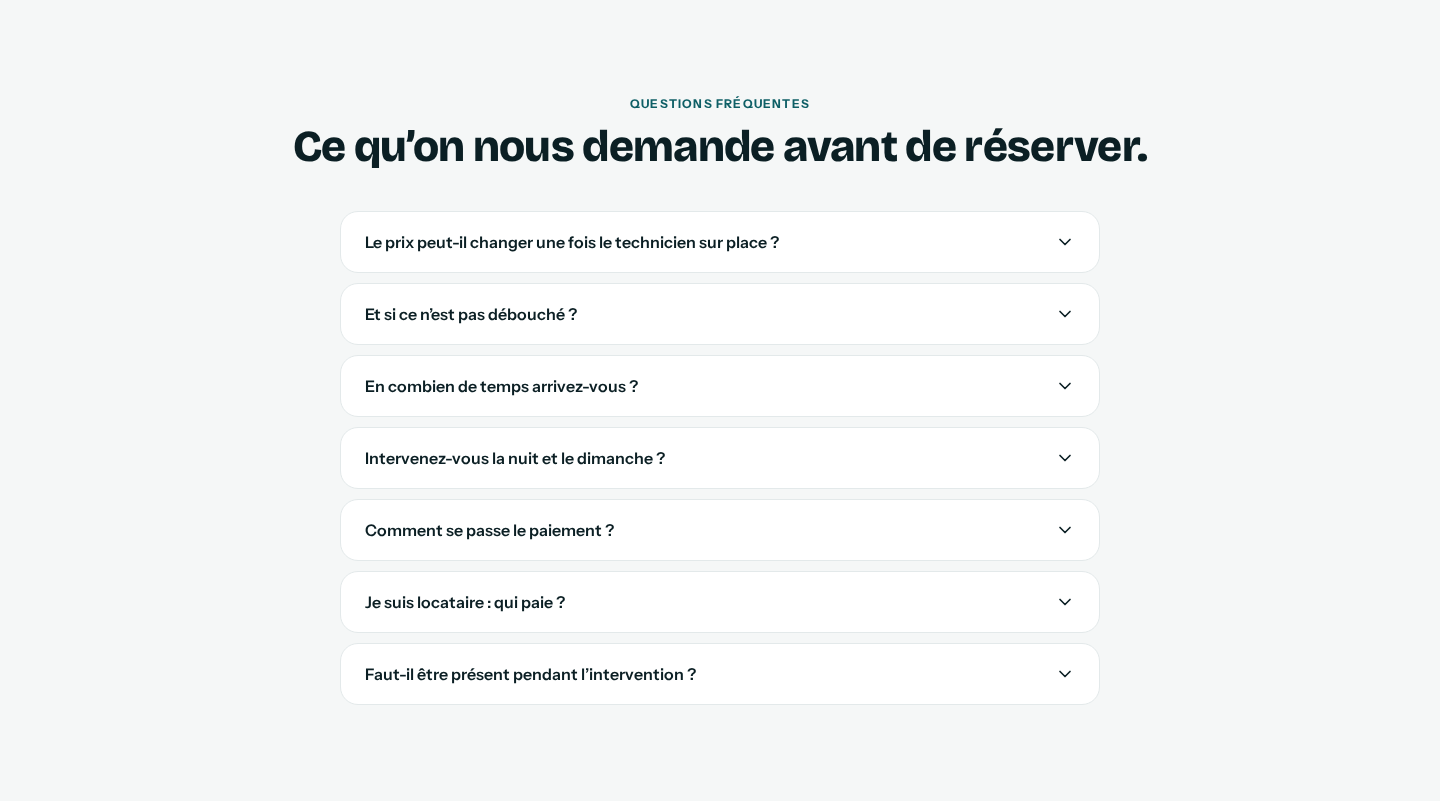 QUESTIONS FRÉQUENTES
Ce qu’on nous demande avant de réserver.
Le prix peut-il changer une fois le technicien sur place ?
Et si ce n’est pas débouché ?
En combien de temps arrivez-vous ?
Intervenez-vous la nuit et le dimanche ?
Comment se passe le paiement ?
Je suis locataire : qui paie ?
Faut-il être présent pendant l’intervention ?